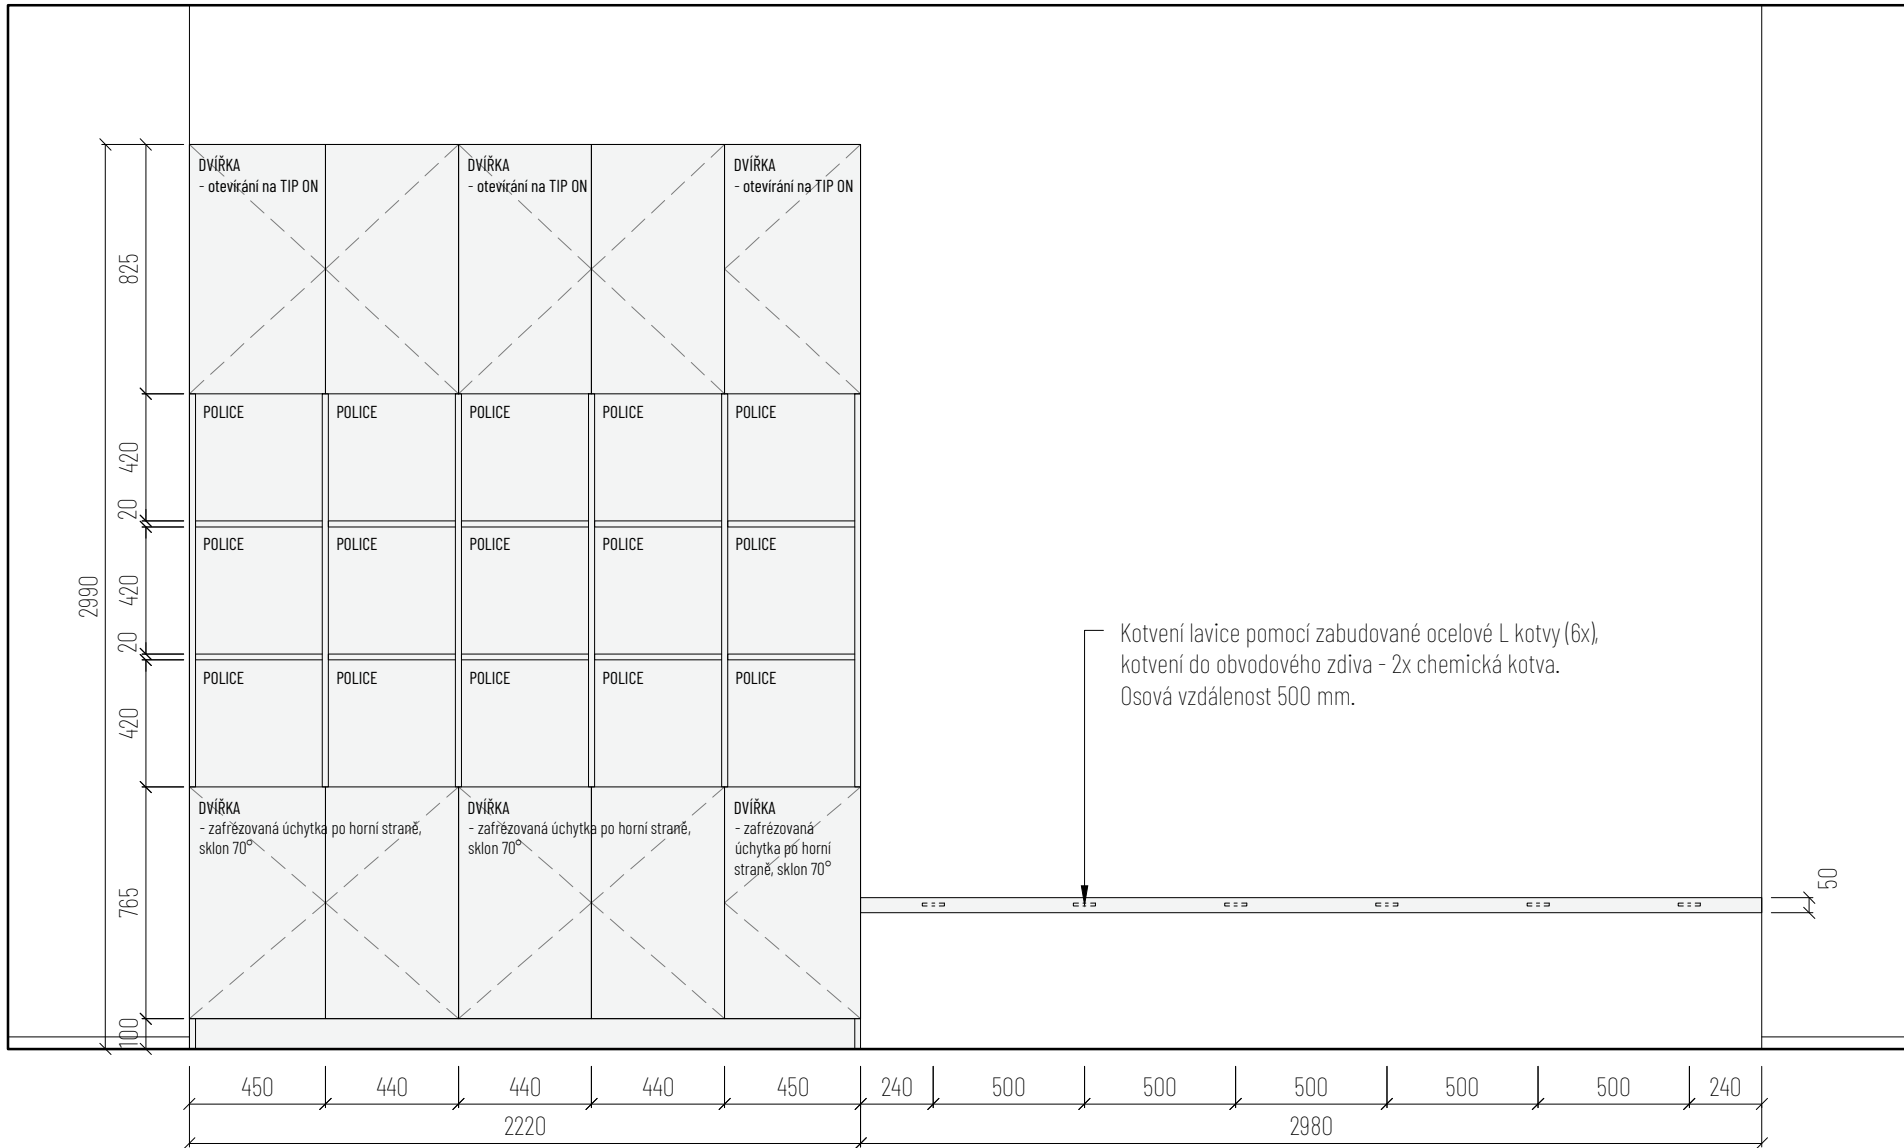 DVÍŘKA
- otevírání na TIP ON
DVÍŘKA
- otevírání na TIP ON
DVÍŘKA
- otevírání na TIP ON
825
POLICE
POLICE
POLICE
POLICE
POLICE
420
20
POLICE
POLICE
POLICE
POLICE
POLICE
2990
420
20
Kotvení lavice pomocí zabudované ocelové L kotvy (6x),
kotvení do obvodového zdiva - 2x chemická kotva.
Osová vzdálenost 500 mm.
POLICE
POLICE
POLICE
POLICE
POLICE
420
DVÍŘKA
- zafrézovaná úchytka po horní straně,
sklon 70°
DVÍŘKA
- zafrézovaná úchytka po horní straně,
sklon 70°
DVÍŘKA
- zafrézovaná
úchytka po horní
straně, sklon 70°
765
50
100
450
440
440
440
450
240
500
500
500
500
500
240
2220
2980